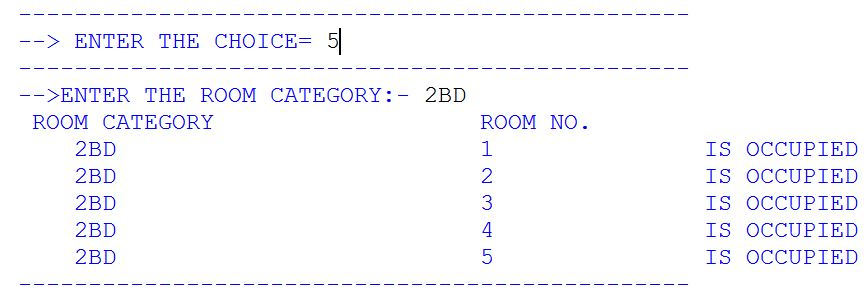 ------------------------------------------------
--> ENTER THE CHOICE= 5
------------------------------------------------
-->ENTER THE ROOM CATEGORY:- 2BD
ROOM CATEGORY ROOM NO.
2BD 1 IS OCCUPIED
2BD 2 IS OCCUPIED
2BD 3 IS OCCUPIED
2BD 4 IS OCCUPIED
2BD 5 IS OCCUPIED
------------------------------------------------